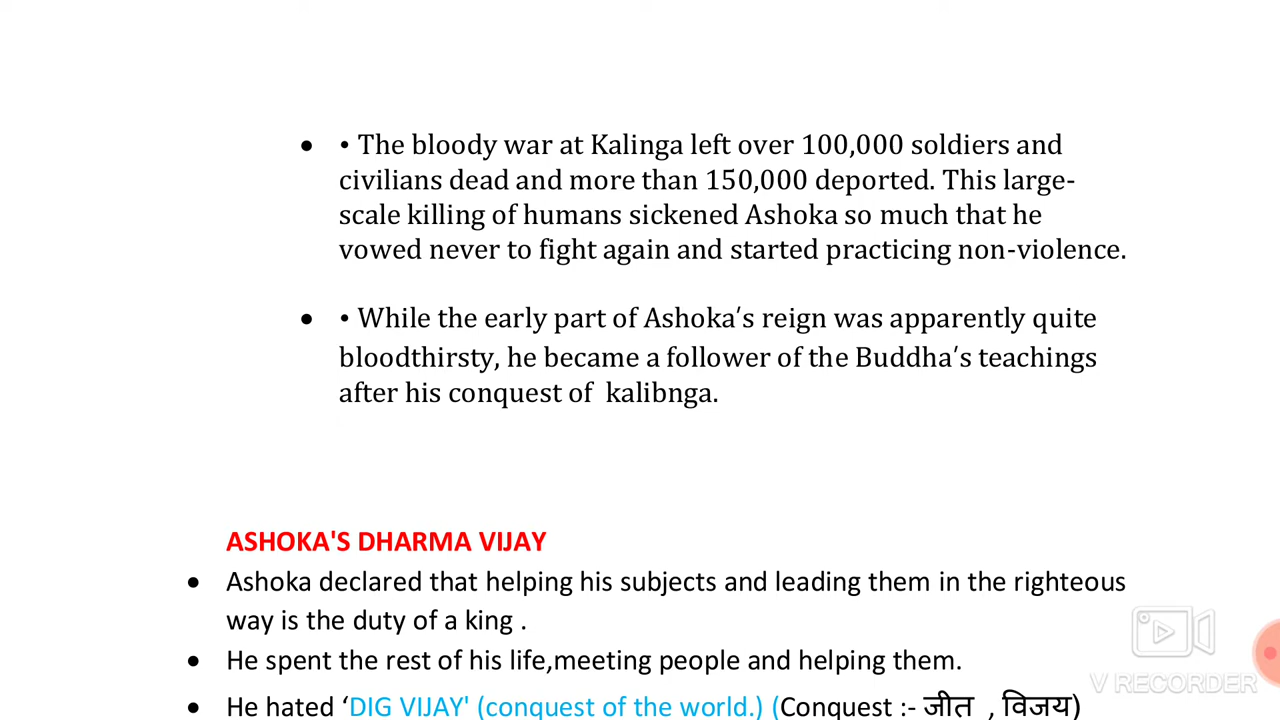 • • The bloody war at Kalinga left over 100,000 soldiers and
civilians dead and more than 150,000 deported. This large-
scale killing of humans sickened Ashoka so much that he
vowed never to fight again and started practicing non-violence.
• • While the early part of Ashoka's reign was apparently quite
bloodthirsty, he became a follower of the Buddha's teachings
after his conquest of kalibnga.
ASHOKA'S DHARMA VIJAY
• Ashoka declared that helping his subjects and leading them in the righteous
way is the duty of a king .
• He spent the rest of his life,meeting people and helping them.
• He hated ‘DIG VIJAY' (conquest of the world.) (Conquest :- जीत , विजय)
V RECORDER